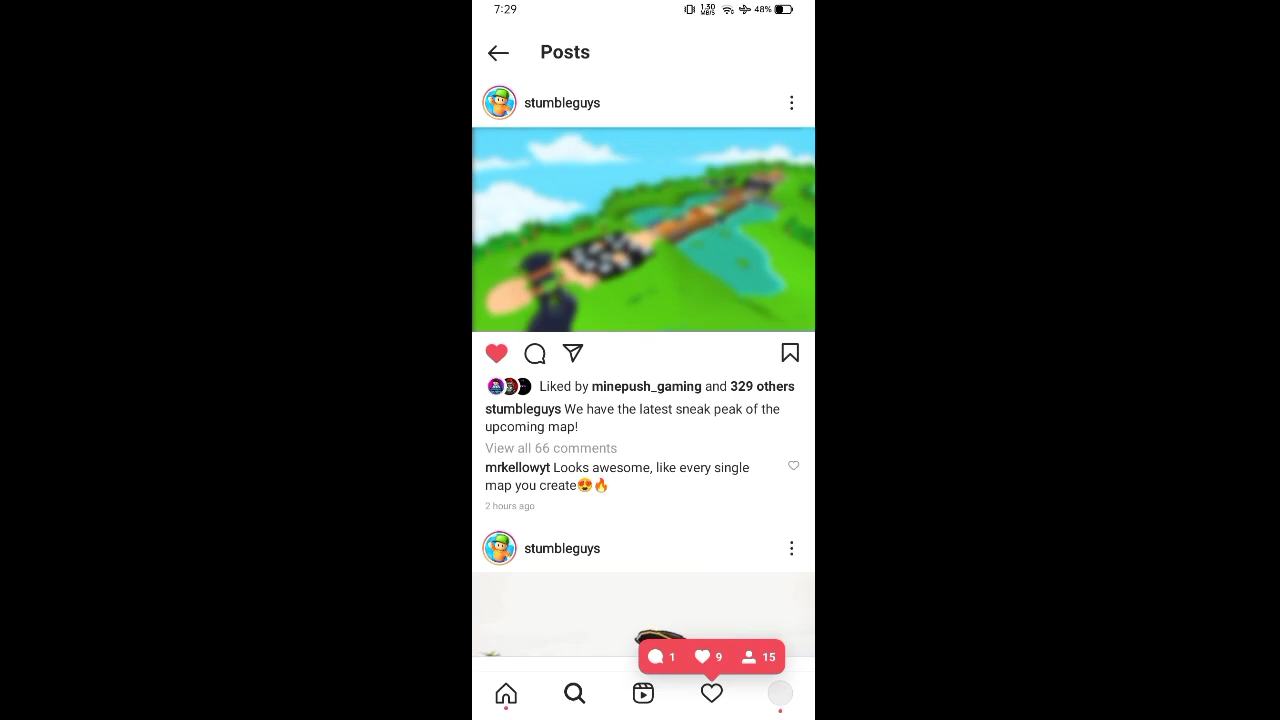 7:29
1.30
MB/S
48%
Posts
stumbleguys
Liked by minepush_gaming and 329 others
stumbleguys We have the latest sneak peak of the
upcoming map!
View all 66 comments
mrkellowyt Looks awesome, like every single
map you create😍🔥
2 hours ago
stumbleguys
1 9 15